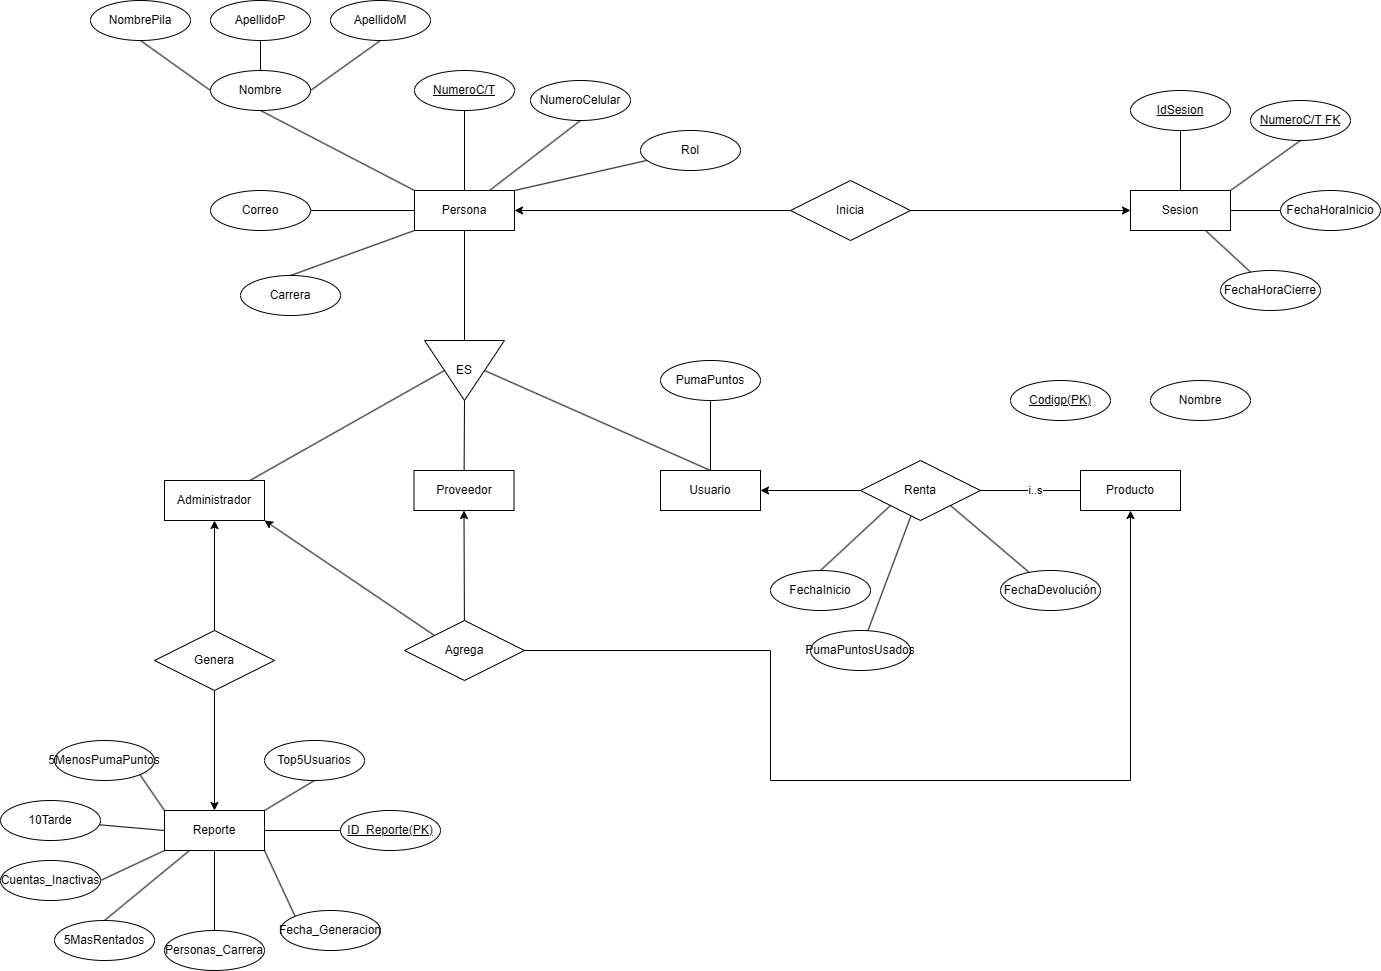 NombrePila
ApellidoP
ApellidoM
Nombre
NumeroC/T
NumeroCelular
IdSesion
NumeroC/T FK
Rol
Correo
Persona
Inicia
Sesion
FechaHoraInicio
Carrera
FechaHoraCierre
ES
PumaPuntos
Codigp(PK)
Nombre
Administrador
Proveedor
Usuario
Renta
i..s
Producto
FechaInicio
FechaDevolución
PumaPuntosUsados
Genera
Agrega
5MenosPumaPuntos
Top5Usuarios
10Tarde
Reporte
ID_Reporte(PK)
Cuentas_Inactivas
5MasRentados
Personas_Carrera
Fecha_Generacion